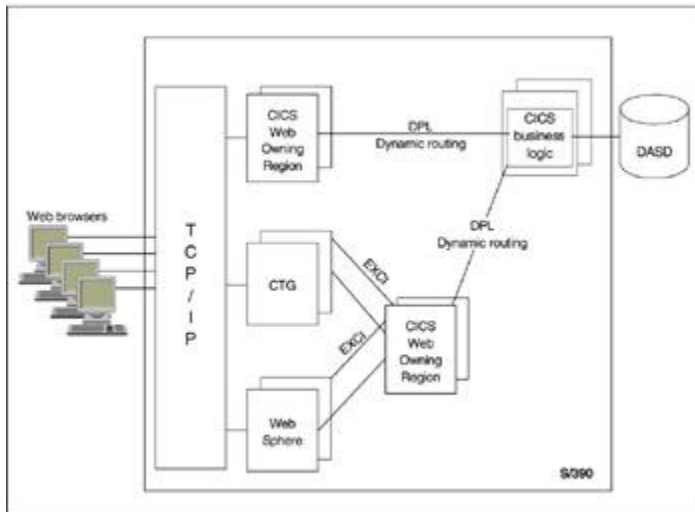 Web browsers
T
C
P
/
I
P
CICS
Web
Owning
Region
DPL
Dynamic routing
CICS
business
logic
DASD
DPL
Dynamic routing
CTG
EXCI
EXCI
CICS
Web
Owning
Region
Web
Sphere
S/390